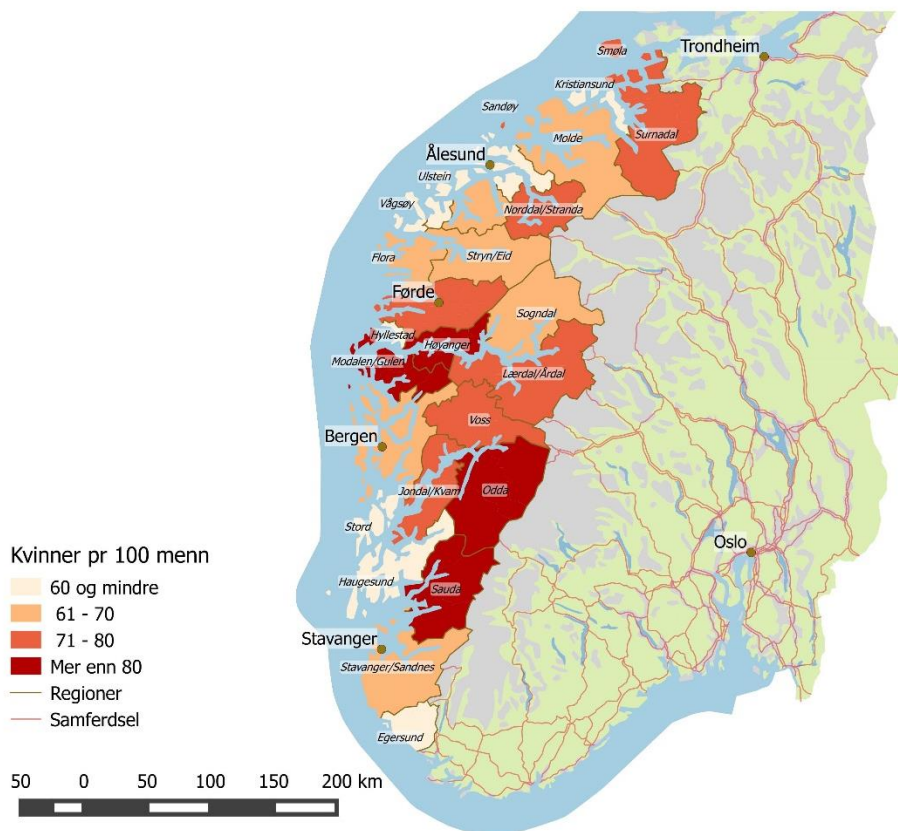 Smøla
Trondheim
Kristiansund
Sandøy
Molde
Surnadal
Ålesund
Ulstein
Vågsøy
Norddal/Stranda
Flora
Stryn/Eid
Førde
Sogndal
Hyllestad
Høyanger
Modalen/Gulen
Lærdal/Årdal
Voss
Bergen
Jondal/Kvam
Odda
Stord
Oslo
Haugesund
Sauda
Stavanger
Stavanger/Sandnes
Egersund
Kvinner pr 100 menn
60 og mindre
61 - 70
71 - 80
Mer enn 80
Regioner
Samferdsel
50 0 50 100 150 200 km